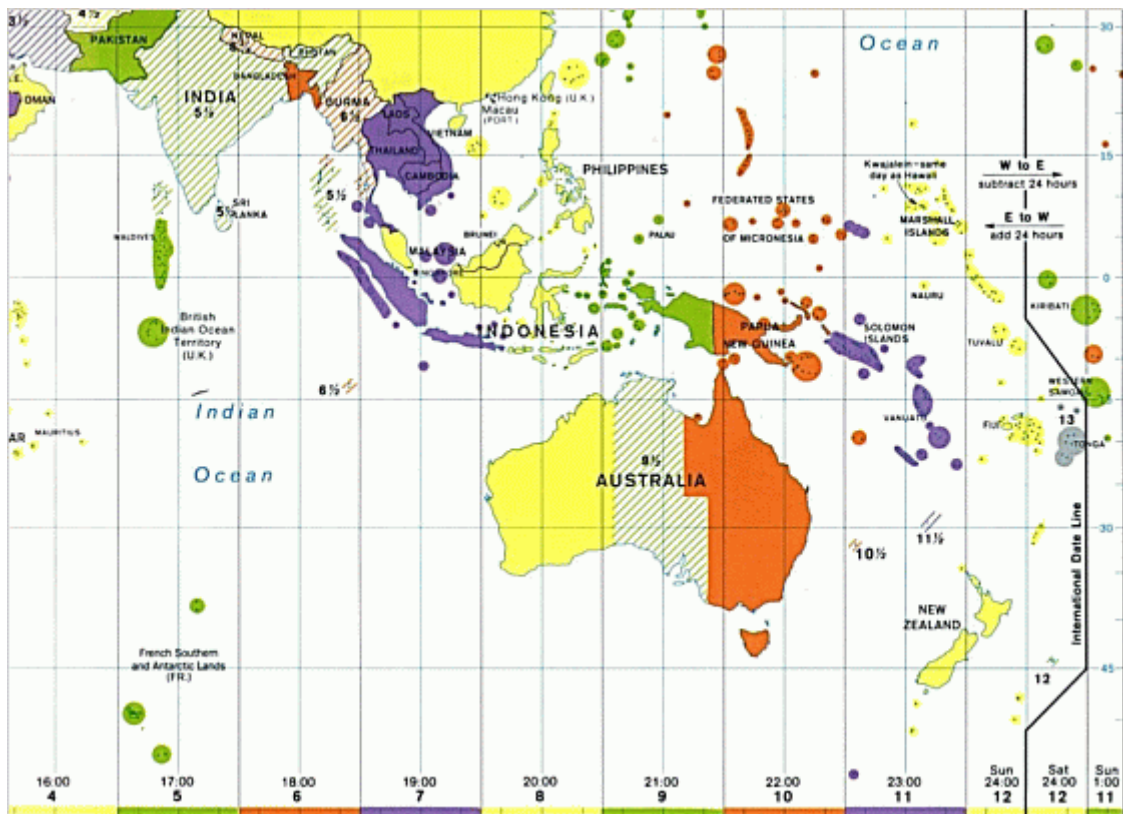 3½
4½
PAKISTAN
NEPAL
5½
BHUTAN
BANGLADESH
OMAN
INDIA
5½
BURMA
6½
LAOS
VIETNAM
THAILAND
CAMBODIA
Hong Kong (U.K.)
Macau
(PORT.)
Ocean
30
PHILIPPINES
15
Kwajalein-same
day as Hawaii
W to E
subtract 24 hours
E to W
add 24 hours
5½
5½
SRI
LANKA
FEDERATED STATES
OF MICRONESIA
MARSHALL
ISLANDS
MALDIVES
BRUNEI
MALAYSIA
SINGAPORE
PALAU
0
NAURU
KIRIBATI
British
Indian Ocean
Territory
(U.K.)
INDONESIA
PAPUA
NEW GUINEA
SOLOMON
ISLANDS
TUVALU
6½
WESTERN
SAMOA
15
Indian
Ocean
AR
MAURITIUS
VANUATU
FIJI
13
TONGA
AUSTRALIA
30
10½
11½
International Date Line
NEW
ZEALAND
French Southern
and Antarctic Lands
(FR.)
12
45
16:00
4
17:00
5
18:00
6
19:00
7
20:00
8
21:00
9
22:00
10
23:00
11
Sun
24:00
12
Sat
24:00
12
Sun
1:00
11